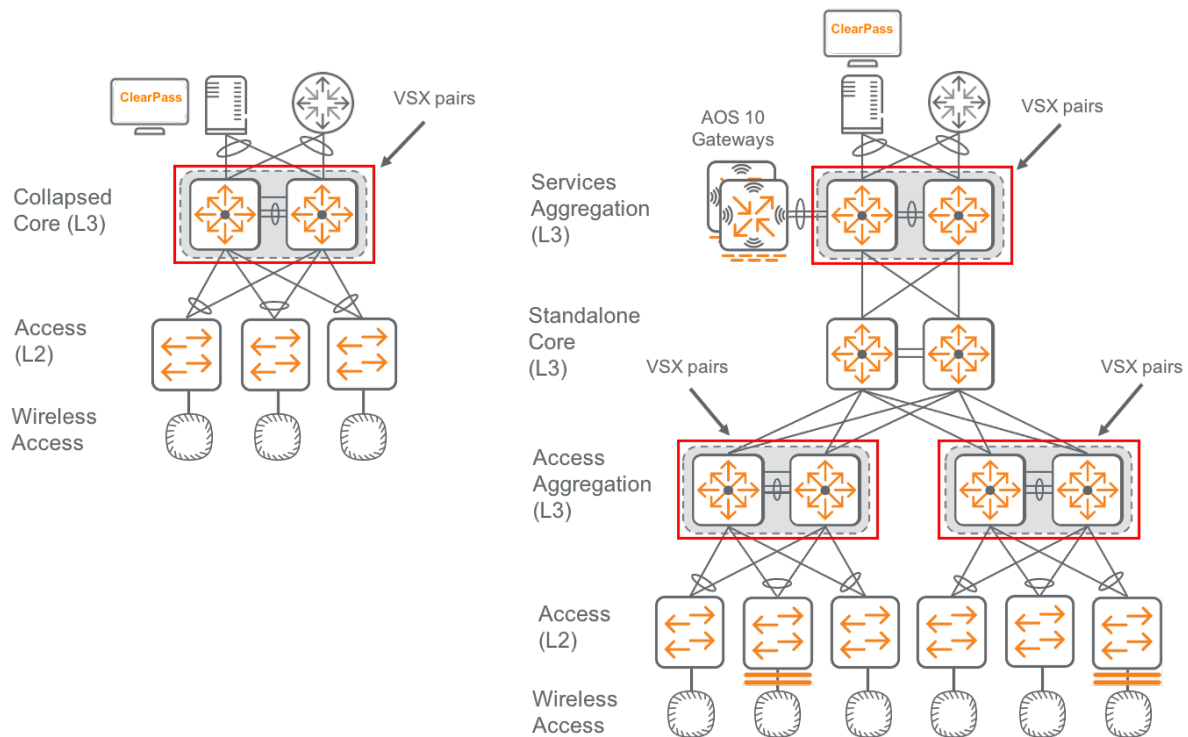 ClearPass
VSX pairs
Collapsed
Core (L3)
Access
(L2)
Wireless
Access
ClearPass
AOS 10
Gateways
VSX pairs
Services
Aggregation
(L3)
Standalone
Core
(L3)
VSX pairs
VSX pairs
Access
Aggregation
(L3)
Access
(L2)
Wireless
Access